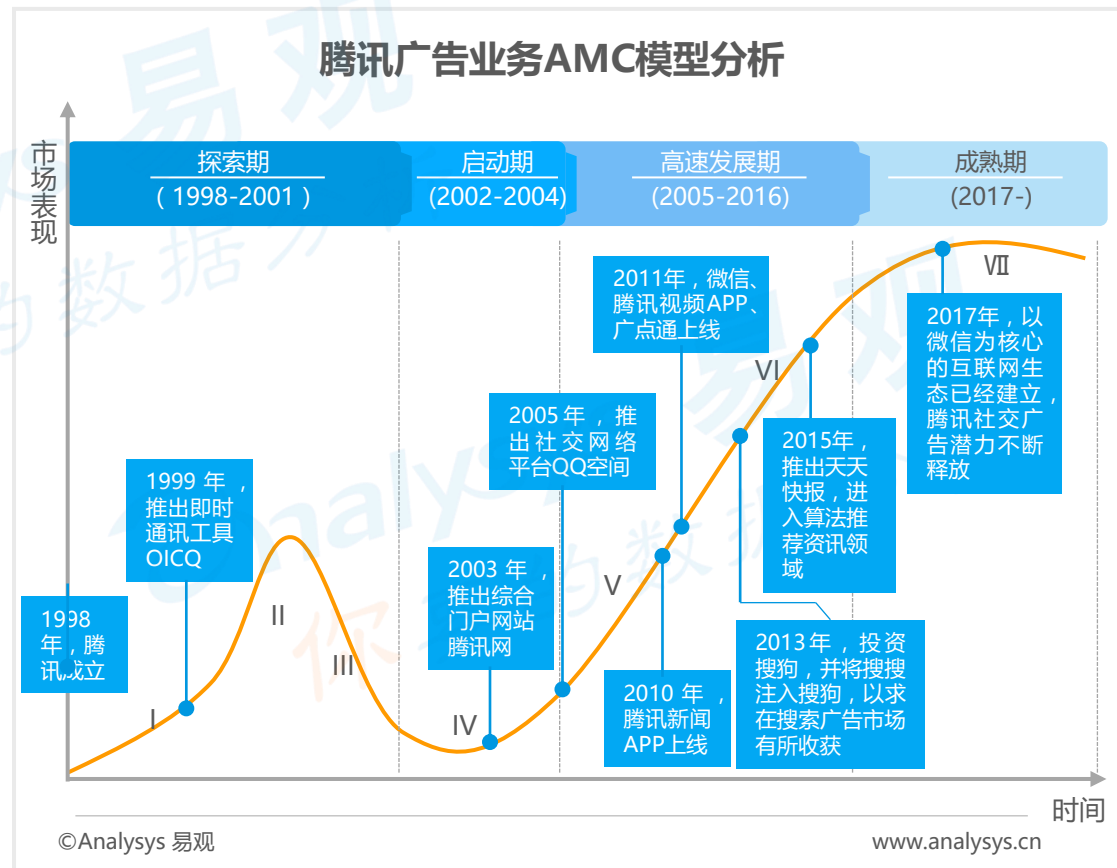 腾讯广告业务AMC模型分析
市场表现
探索期
( 1998-2001 )
启动期
(2002-2004)
高速发展期
(2005-2016)
成熟期
(2017-)
1998
年，腾
讯成立
1999 年，
推出即时
通讯工具
OICQ
2003 年，
推出综合
门户网站
腾讯网
2005 年，推
出社交网络
平台QQ空间
2011年，微信、
腾讯视频APP、
广点通上线
2010 年，
腾讯新闻
APP上线
2013年，投资
搜狗，并将搜搜
注入搜狗，以求
在搜索广告市场
有所收获
2015年，
推出天天
快报，进
入算法推
荐资讯领
域
2017年，以
微信为核心
的互联网生
态已经建立，
腾讯社交广
告潜力不断
释放
I
II
III
IV
V
VI
VII
时间
©Analysys 易观
www.analysys.cn
Analysys 易观
你要的数据易观